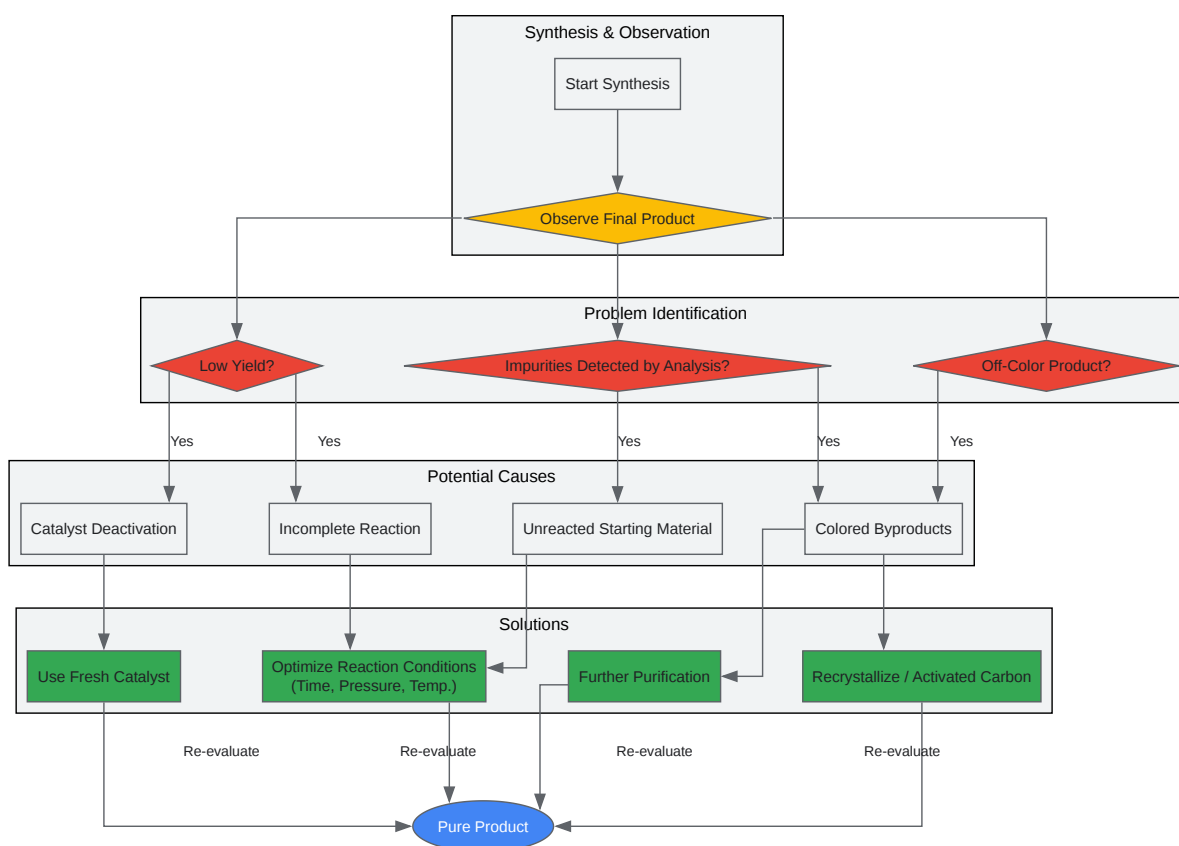 Synthesis & Observation
Start Synthesis
Observe Final Product
Problem Identification
Low Yield?
Impurities Detected by Analysis?
Off-Color Product?
Yes
Yes
Yes
Yes
Yes
Potential Causes
Catalyst Deactivation
Incomplete Reaction
Unreacted Starting Material
Colored Byproducts
Solutions
Use Fresh Catalyst
Optimize Reaction Conditions
(Time, Pressure, Temp.)
Further Purification
Recrystallize / Activated Carbon
Re-evaluate
Re-evaluate
Re-evaluate
Re-evaluate
Pure Product